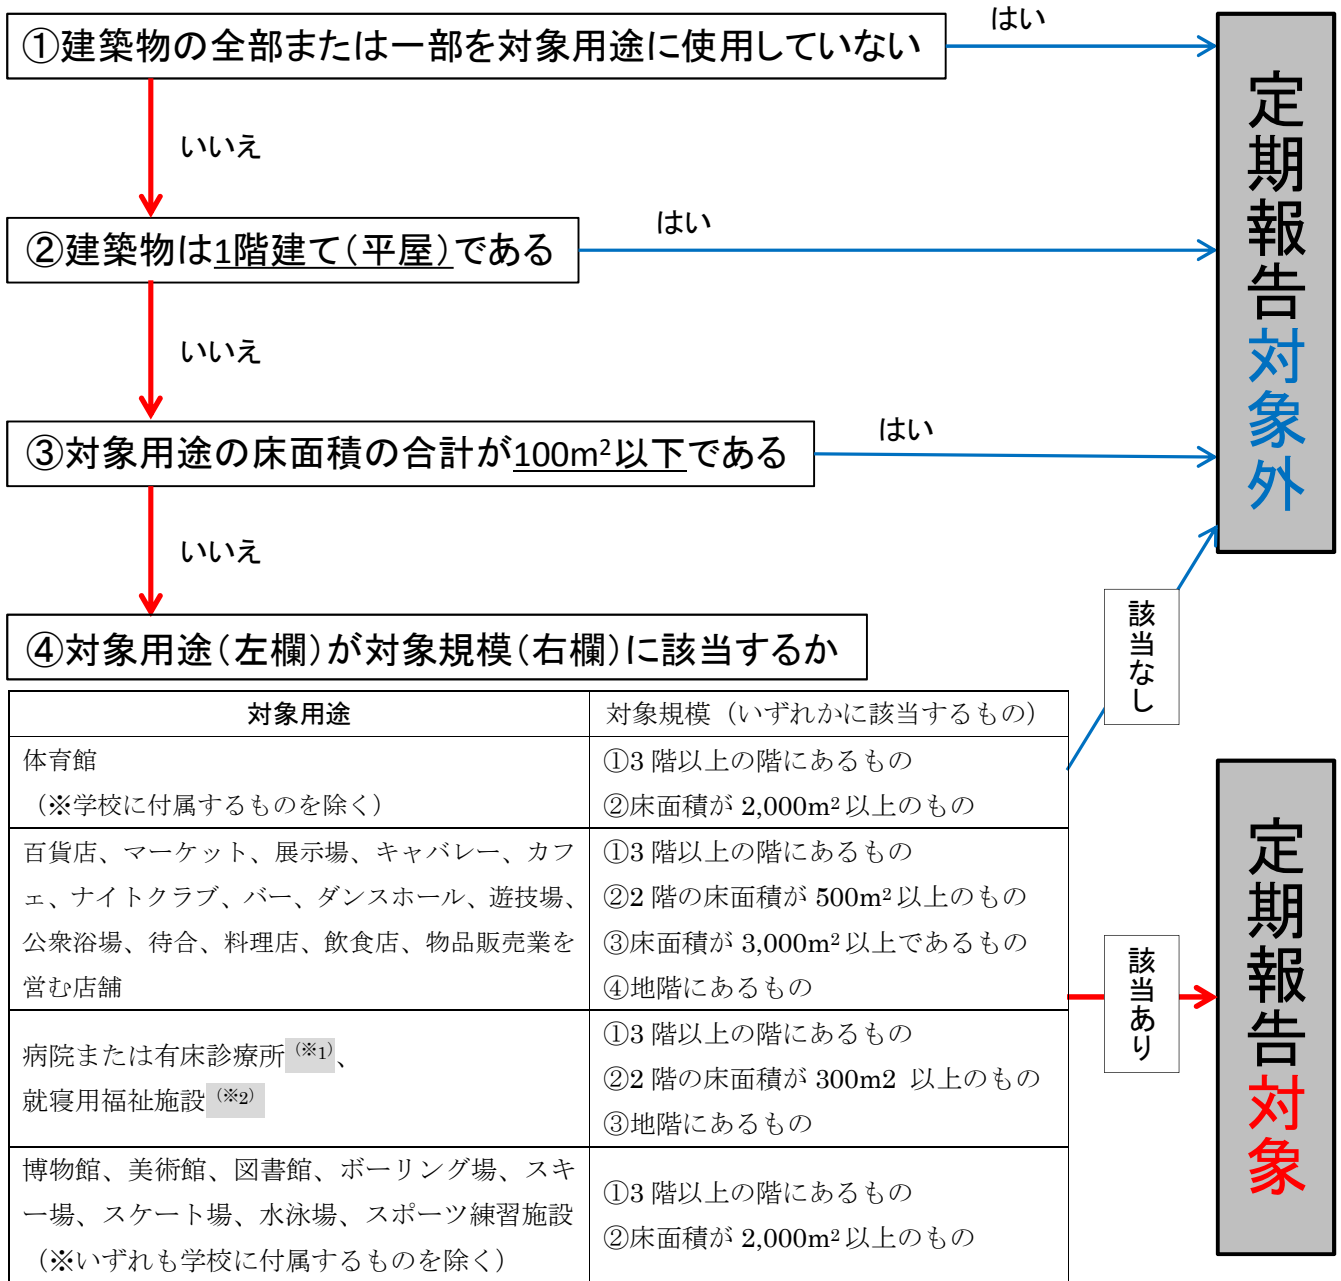 ①建築物の全部または一部を対象用途に使用していない
はい
いいえ
②建築物は1階建て(平屋)である
はい
いいえ
③対象用途の床面積の合計が100m²以下である
はい
いいえ
定期報告対象外
④対象用途(左欄)が対象規模(右欄)に該当するか
該当なし
対象用途
対象規模（いずれかに該当するもの）
体育館
（※学校に付属するものを除く）
①3 階以上の階にあるもの
②床面積が 2,000m²以上のもの
百貨店、マーケット、展示場、キャバレー、カフ
ェ、ナイトクラブ、バー、ダンスホール、遊技場、
公衆浴場、待合、料理店、飲食店、物品販売業を
営む店舗
①3 階以上の階にあるもの
②2 階の床面積が 500m²以上のもの
③床面積が 3,000m²以上であるもの
④地階にあるもの
病院または有床診療所(※1)、
就寝用福祉施設(※2)
①3 階以上の階にあるもの
②2 階の床面積が 300m2 以上のもの
③地階にあるもの
博物館、美術館、図書館、ボーリング場、スキ
ー場、スケート場、水泳場、スポーツ練習施設
（※いずれも学校に付属するものを除く）
①3 階以上の階にあるもの
②床面積が 2,000m²以上のもの
該当あり
定期報告対象